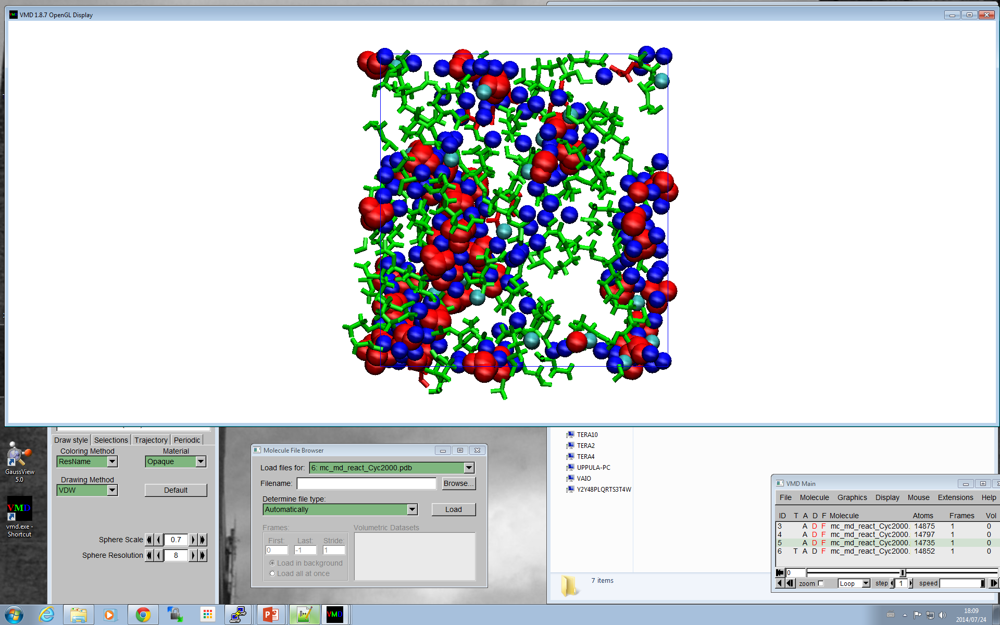 VMD 1.8.7 OpenGL Display
Draw style Selections Trajectory Periodic
Coloring Method Material
ResName Opaque
Drawing Method
VDW Default
Sphere Scale 0.7
Sphere Resolution 8
GaussView
5.0
VMD
vmd.exe -
Shortcut
Molecule File Browser
Load files for: 6: mc_md_react_Cyc2000.pdb
Filename: Browse...
Determine file type:
Automatically Load
Frames: Volumetric Datasets
First: Last: Stride:
0 -1 1
Load in background
Load all at once
TERA10
TERA2
TERA4
UPPULA-PC
VAIO
Y2Y48PLQRTS3T4W
7 items
VMD Main
File Molecule Graphics Display Mouse Extensions Help
ID T A D F Molecule Atoms Frames Vol
3 A D F mc_md_react_Cyc2000. 14875 1 0
4 A D F mc_md_react_Cyc2000. 14797 1 0
5 A D F mc_md_react_Cyc2000. 14735 1 0
6 T A D F mc_md_react_Cyc2000. 14852 1 0
0
zoom Loop step 1 speed
VMD
18:09
2014/07/24